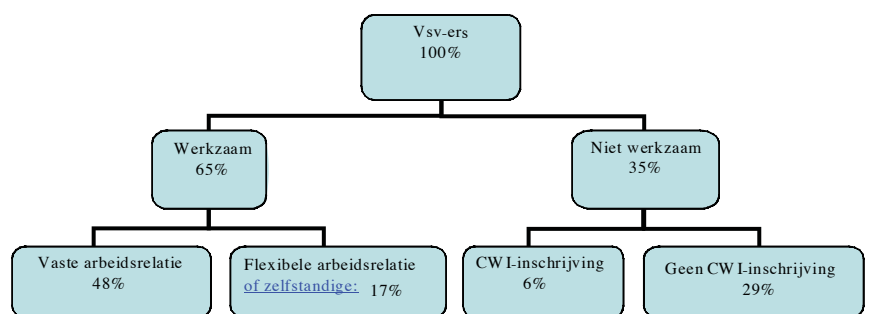 Vsv-ers
100%
Werkzaam
65%
Niet werkzaam
35%
Vaste arbeidsrelatie
48%
Flexibele arbeidsrelatie
of zelfstandige: 17%
CWI-inschrijving
6%
Geen CWI-inschrijving
29%